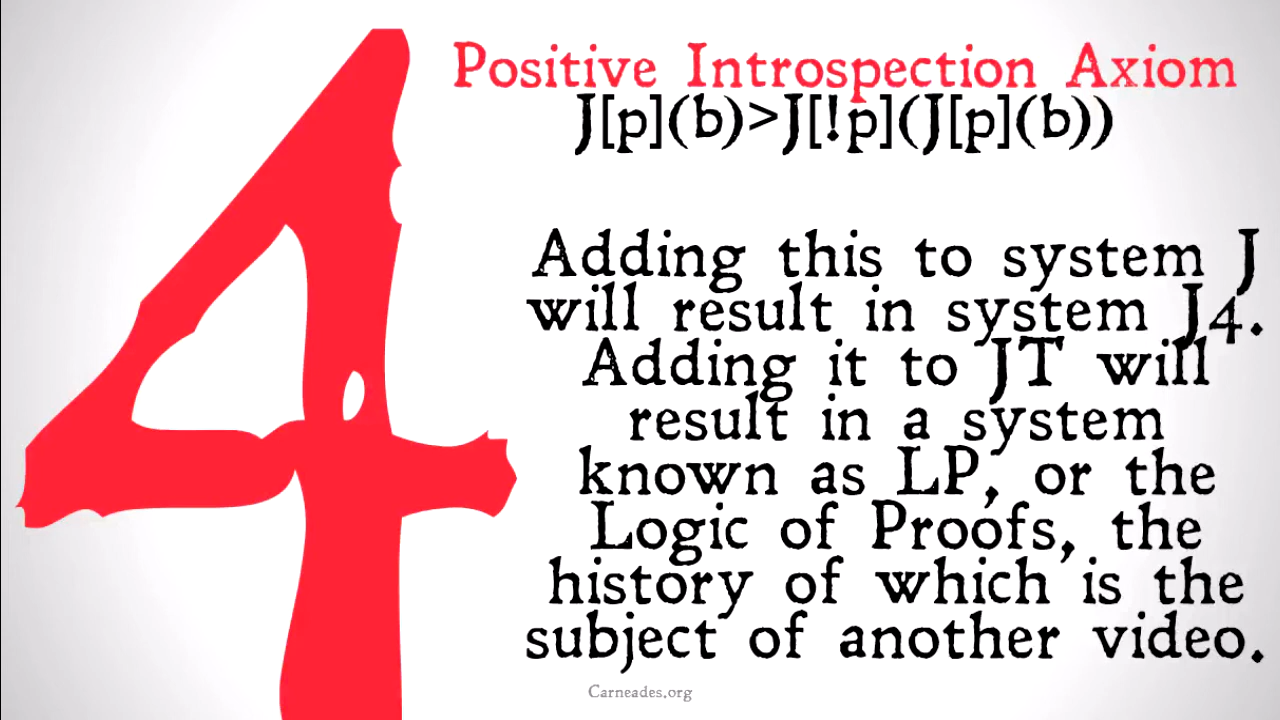 4
Positive Introspection Axiom
J[p](b)>J[!p](J[p](b))
Adding this to system J
will result in system J4.
Adding it to JT will
result in a system
known as LP, or the
Logic of Proofs, the
history of which is the
subject of another video.
Carneades.org